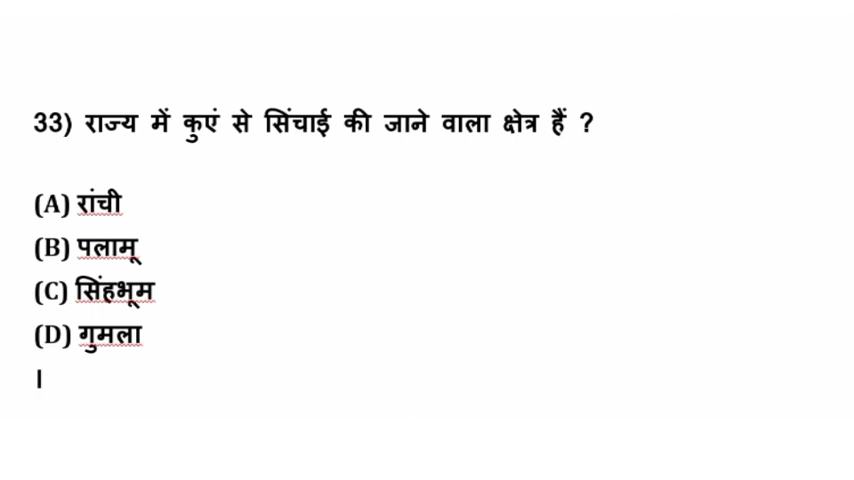 33) राज्य में कुएं से सिंचाई की जाने वाला क्षेत्र हैं ?
(A) रांची
(B) पलामू
(C) सिंहभूम
(D) गुमला